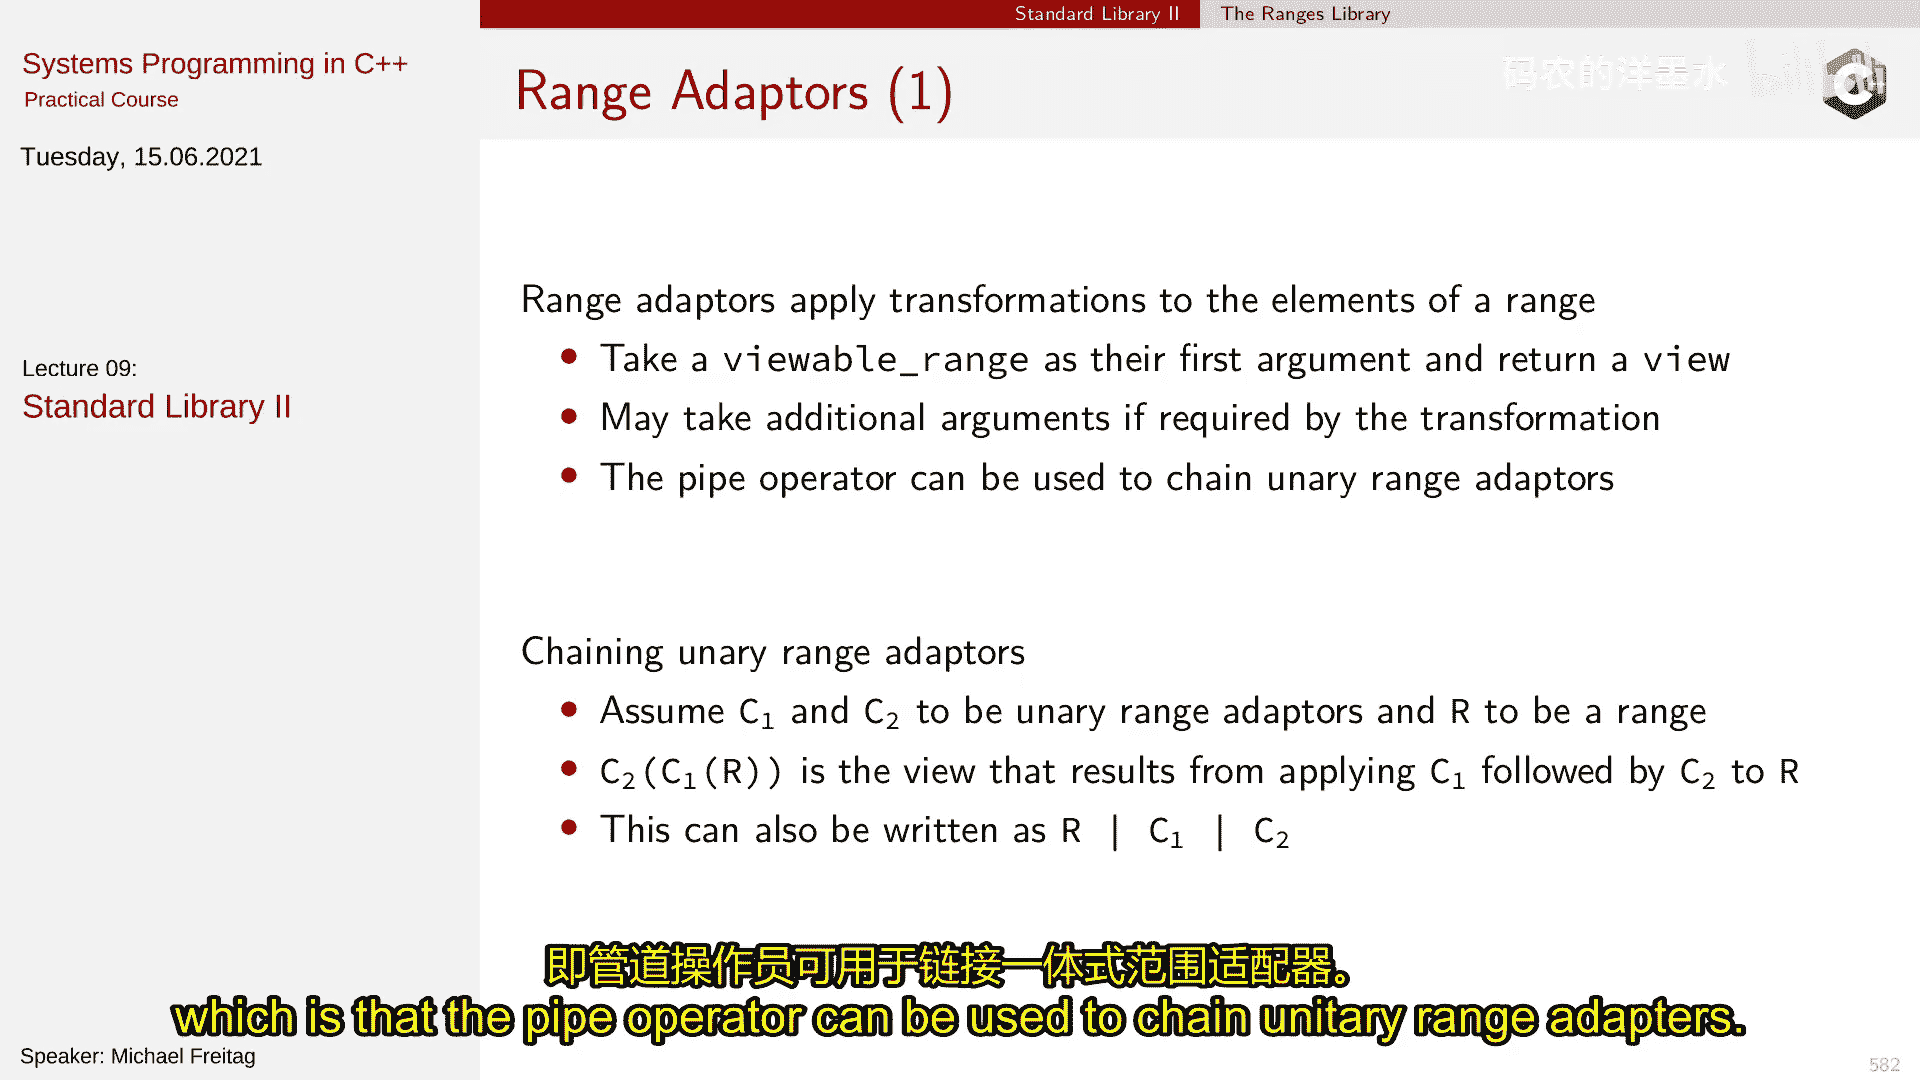 Standard Library II
The Ranges Library
Systems Programming in C++
Practical Course
Tuesday, 15.06.2021
Lecture 09:
Standard Library II
Range Adaptors (1)
码农的洋墨水
Range adaptors apply transformations to the elements of a range
• Take a viewable_range as their first argument and return a view
• May take additional arguments if required by the transformation
• The pipe operator can be used to chain unary range adaptors
Chaining unary range adaptors
• Assume C₁ and C₂ to be unary range adaptors and R to be a range
• C₂(C₁(R)) is the view that results from applying C₁ followed by C₂ to R
• This can also be written as R | C₁ | C₂
即管道操作员可用于链接一体式范围适配器。
which is that the pipe operator can be used to chain unitary range adapters.
Speaker: Michael Freitag
582